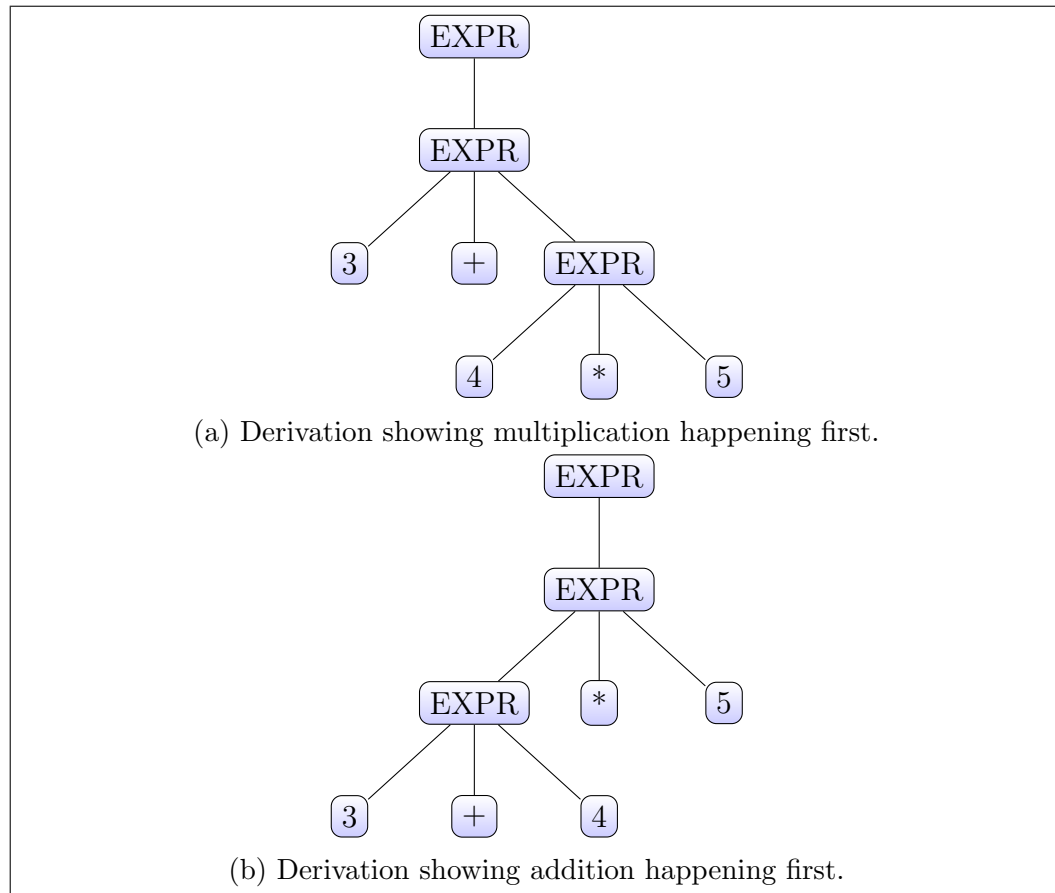 EXPR
EXPR
3 + EXPR
4 * 5
(a) Derivation showing multiplication happening first.
EXPR
EXPR
EXPR * 5
3 + 4
(b) Derivation showing addition happening first.